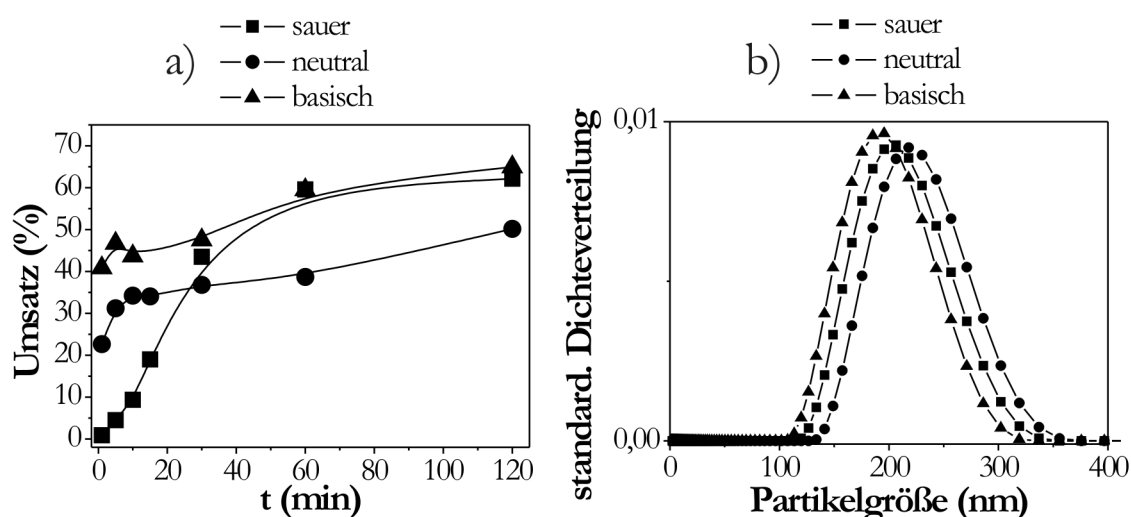 a)
sauer
neutral
basisch
Umsatz (%)
70
60
50
40
30
20
10
0
0 20 40 60 80 100 120
t (min)
b)
sauer
neutral
basisch
standard. Dichteverteilung
0,01
0,00
0 100 200 300 400
Partikelgröße (nm)